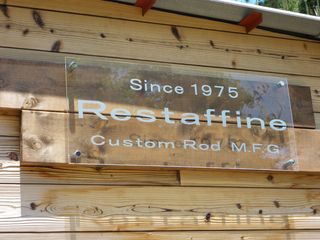 Since 1975
Restaffine
Custom Rod M.F.G